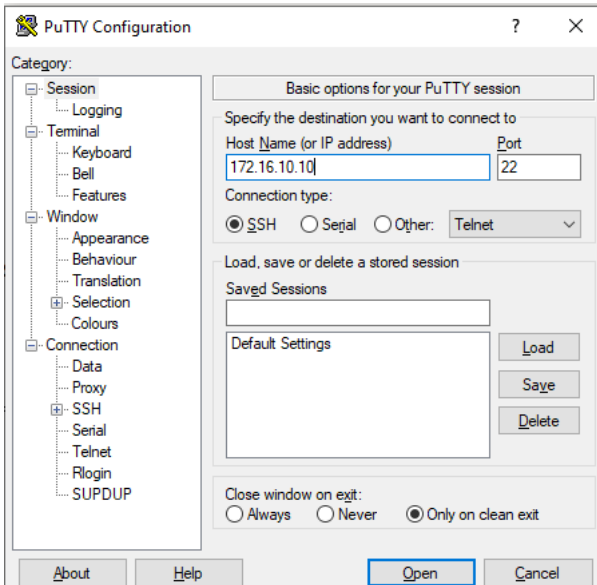 PuTTY Configuration
?
Category:
Session
Logging
Terminal
Keyboard
Bell
Features
Window
Appearance
Behaviour
Translation
Selection
Colours
Connection
Data
Proxy
SSH
Serial
Telnet
Rlogin
SUPDUP
Basic options for your PuTTY session
Specify the destination you want to connect to
Host Name (or IP address) Port
172.16.10.10 22
Connection type:
SSH Serial Other: Telnet
Load, save or delete a stored session
Saved Sessions
Default Settings
Load
Save
Delete
Close window on exit:
Always Never Only on clean exit
About Help Open Cancel